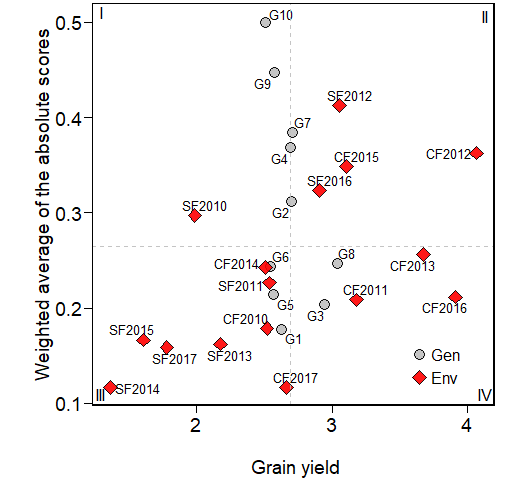 I
II
G10
0.5
G9
SF2012
0.4
G7
G4
CF2015
CF2012
SF2016
0.3
SF2010
G2
CF2014
G6
G8
CF2013
SF2011
G5
CF2011
CF2016
0.2
G3
SF2015
CF2010
G1
SF2017
SF2013
Gen
Env
CF2017
SF2014
III
IV
0.1
2
3
4
Grain yield
Weighted average of the absolute scores